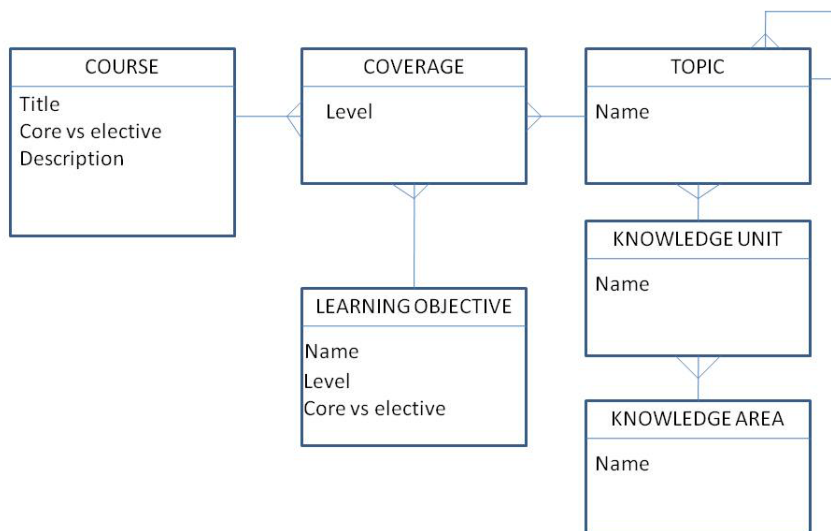 COURSE
Title
Core vs elective
Description
COVERAGE
Level
TOPIC
Name
LEARNING OBJECTIVE
Name
Level
Core vs elective
KNOWLEDGE UNIT
Name
KNOWLEDGE AREA
Name